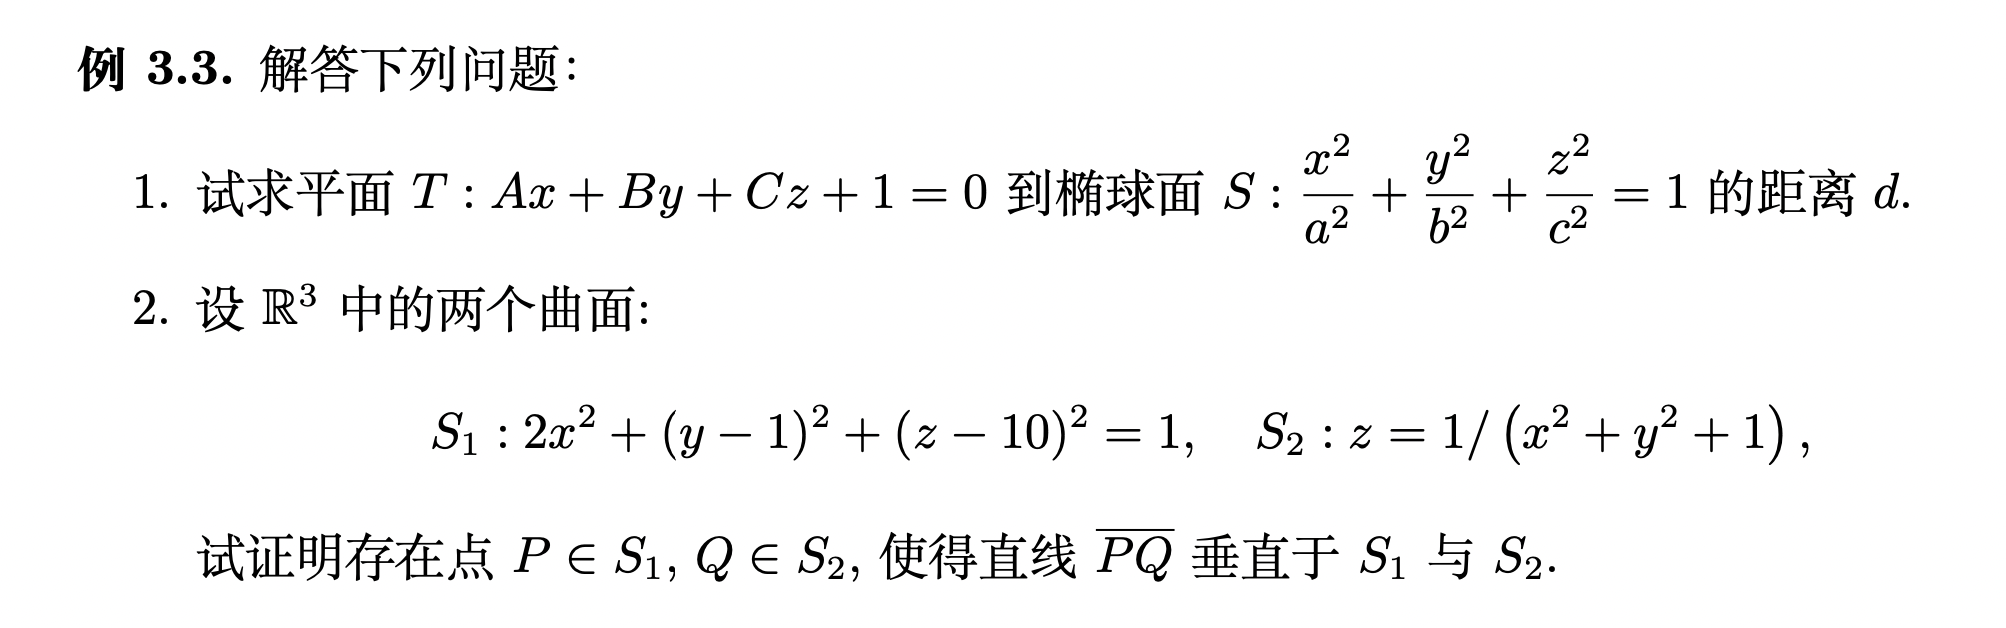 例 3.3. 解答下列问题：
1. 试求平面 $T : Ax + By + Cz + 1 = 0$ 到椭球面 $S : \frac{x^2}{a^2} + \frac{y^2}{b^2} + \frac{z^2}{c^2} = 1$ 的距离 $d$.
2. 设 $\mathbb{R}^3$ 中的两个曲面:
$S_1 : 2x^2 + (y - 1)^2 + (z - 10)^2 = 1, \quad S_2 : z = 1/\left(x^2 + y^2 + 1\right),$
试证明存在点 $P \in S_1, Q \in S_2$, 使得直线 $\overline{PQ}$ 垂直于 $S_1$ 与 $S_2$.